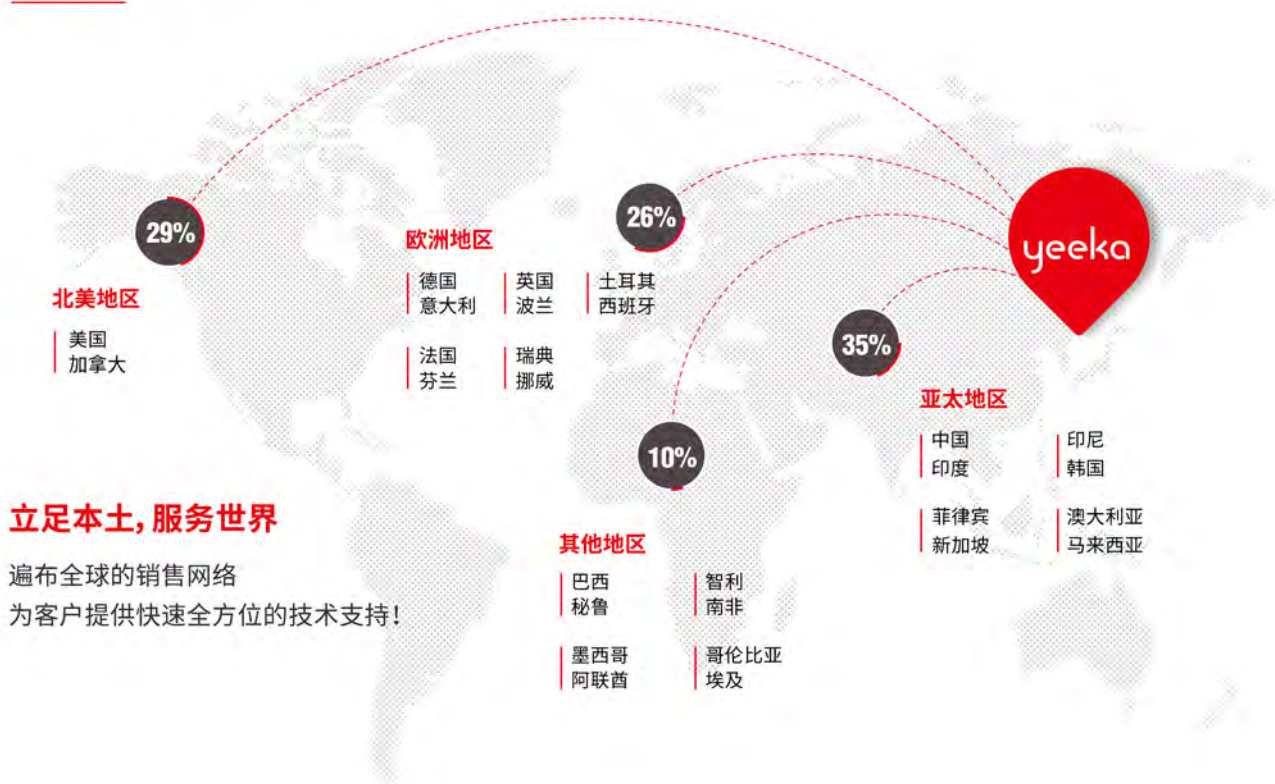 29%
北美地区
美国
加拿大
26%
欧洲地区
德国
意大利
英国
波兰
土耳其
西班牙
法国
芬兰
瑞典
挪威
yeeka
35%
亚太地区
中国
印度
印尼
韩国
菲律宾
新加坡
澳大利亚
马来西亚
10%
其他地区
巴西
秘鲁
智利
南非
墨西哥
阿联酋
哥伦比亚
埃及
立足本土,服务世界
遍布全球的销售网络
为客户提供快速全方位的技术支持!